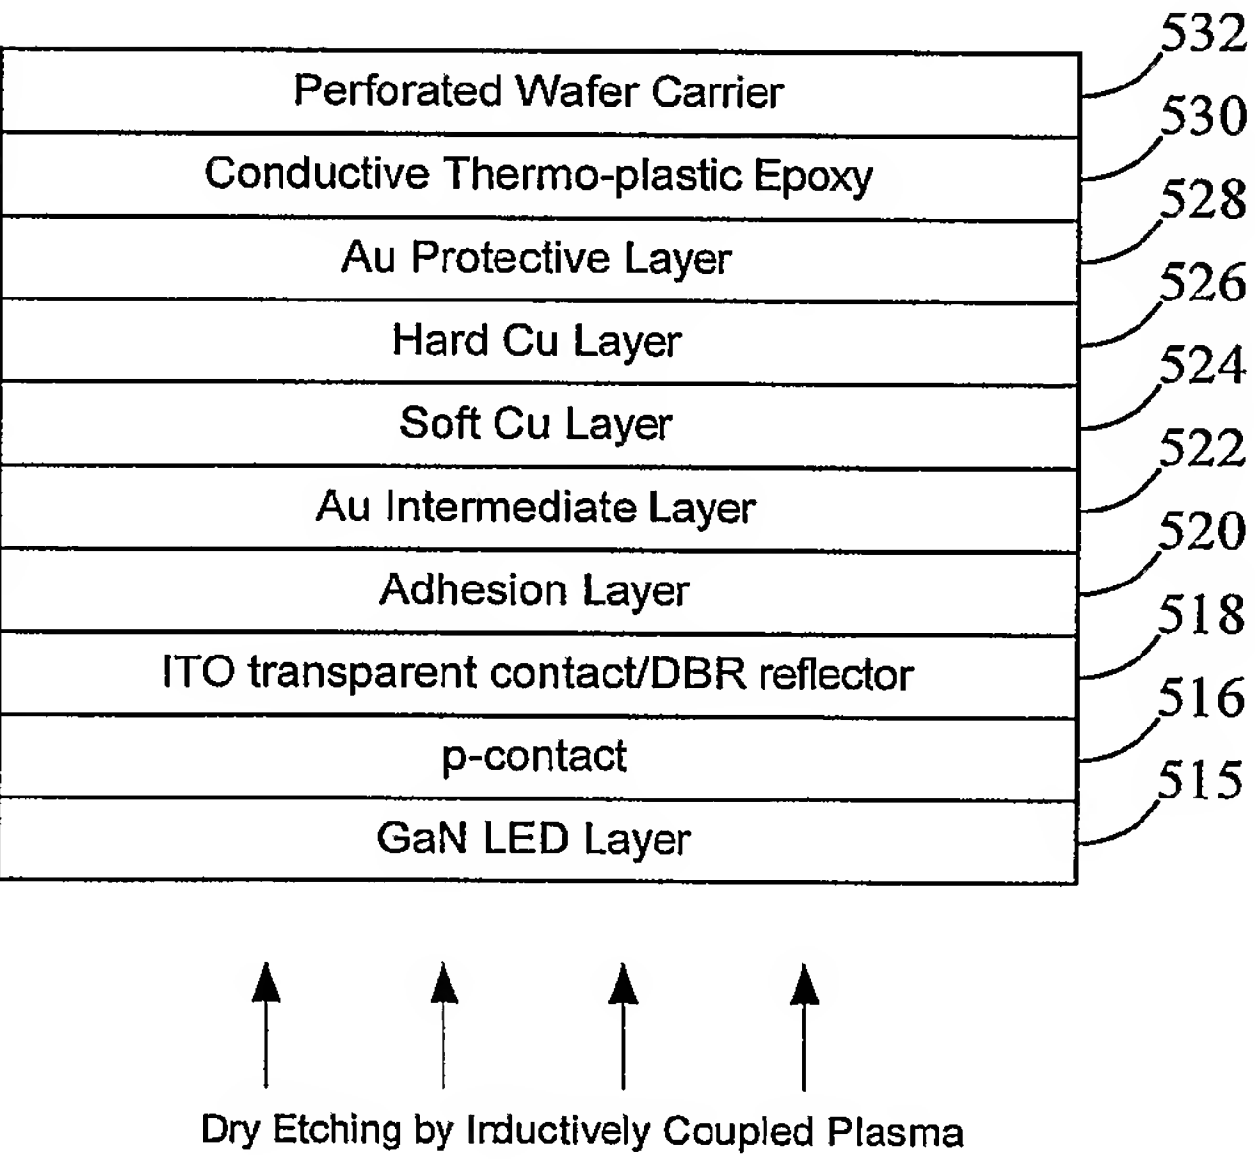 532
Perforated Wafer Carrier
530
Conductive Thermo-plastic Epoxy
528
Au Protective Layer
526
Hard Cu Layer
524
Soft Cu Layer
522
Au Intermediate Layer
520
Adhesion Layer
518
ITO transparent contact/DBR reflector
516
p-contact
515
GaN LED Layer
Dry Etching by Inductively Coupled Plasma